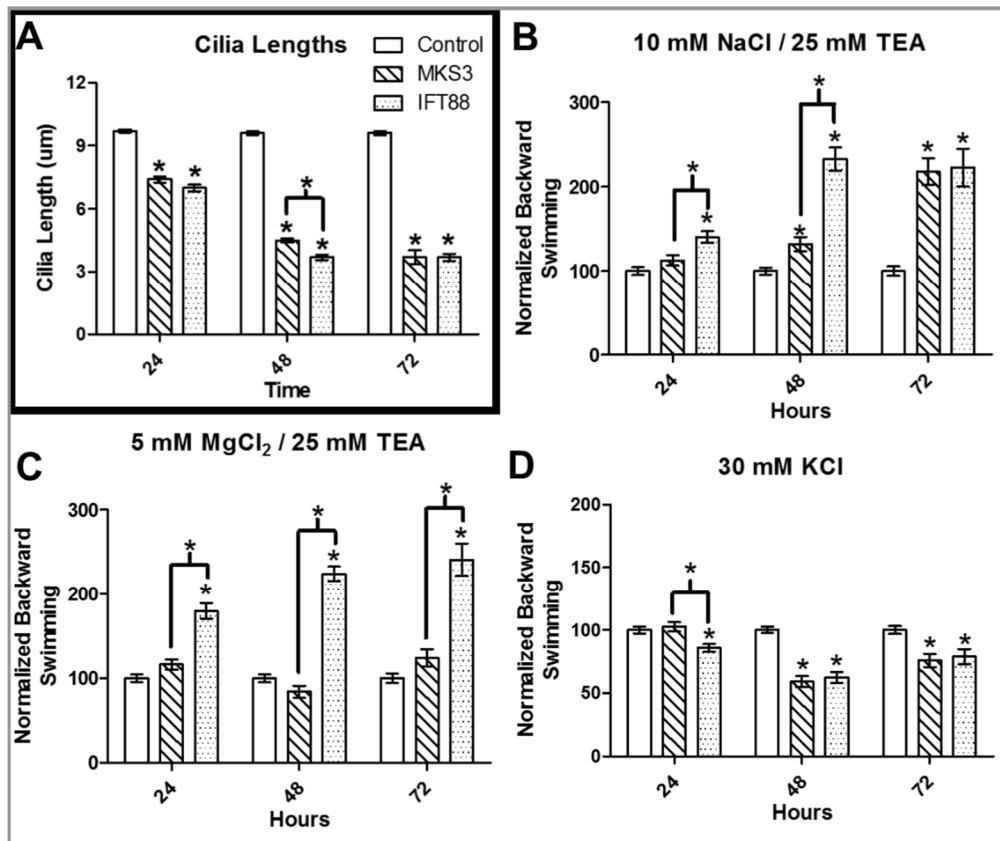 A
Cilia Lengths
Control
MKS3
IFT88
Cilia Length (um)
12
9
6
3
0
*
*
*
*
*
*
*
24
48
72
Time
B
10 mM NaCl / 25 mM TEA
Normalized Backward
Swimming
300
200
100
0
*
*
*
*
*
*
*
24
48
72
Hours
C
5 mM MgCl₂ / 25 mM TEA
Normalized Backward
Swimming
300
200
100
0
*
*
*
*
*
*
24
48
72
Hours
D
30 mM KCl
Normalized Backward
Swimming
200
150
100
50
0
*
*
*
*
*
*
24
48
72
Hours